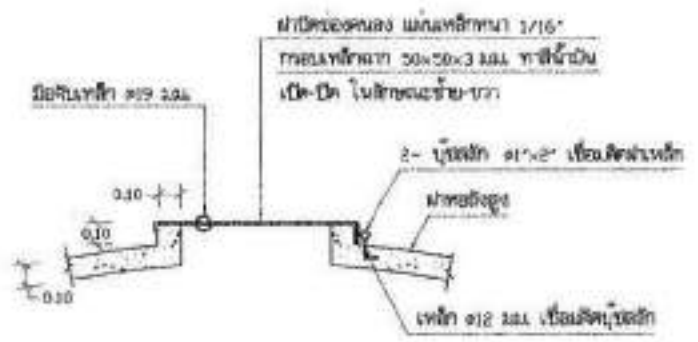 ฝาปิดช่องคนลง แผ่นเหล็กหนา 1/16"
กรอบเหล็กฉาก 50x50x3 มม. ทาสีน้ำมัน
เปิด-ปิด ในลักษณะซ้าย-ขวา
มือจับเหล็ก ø19 มม.
2- บู๊ชสลัก ø1"x2" เชื่อมติดฝาเหล็ก
0.10
ฝาหอถังสูง
0.10
0.10
เหล็ก ø12 มม. เชื่อมติดบู๊ชสลัก